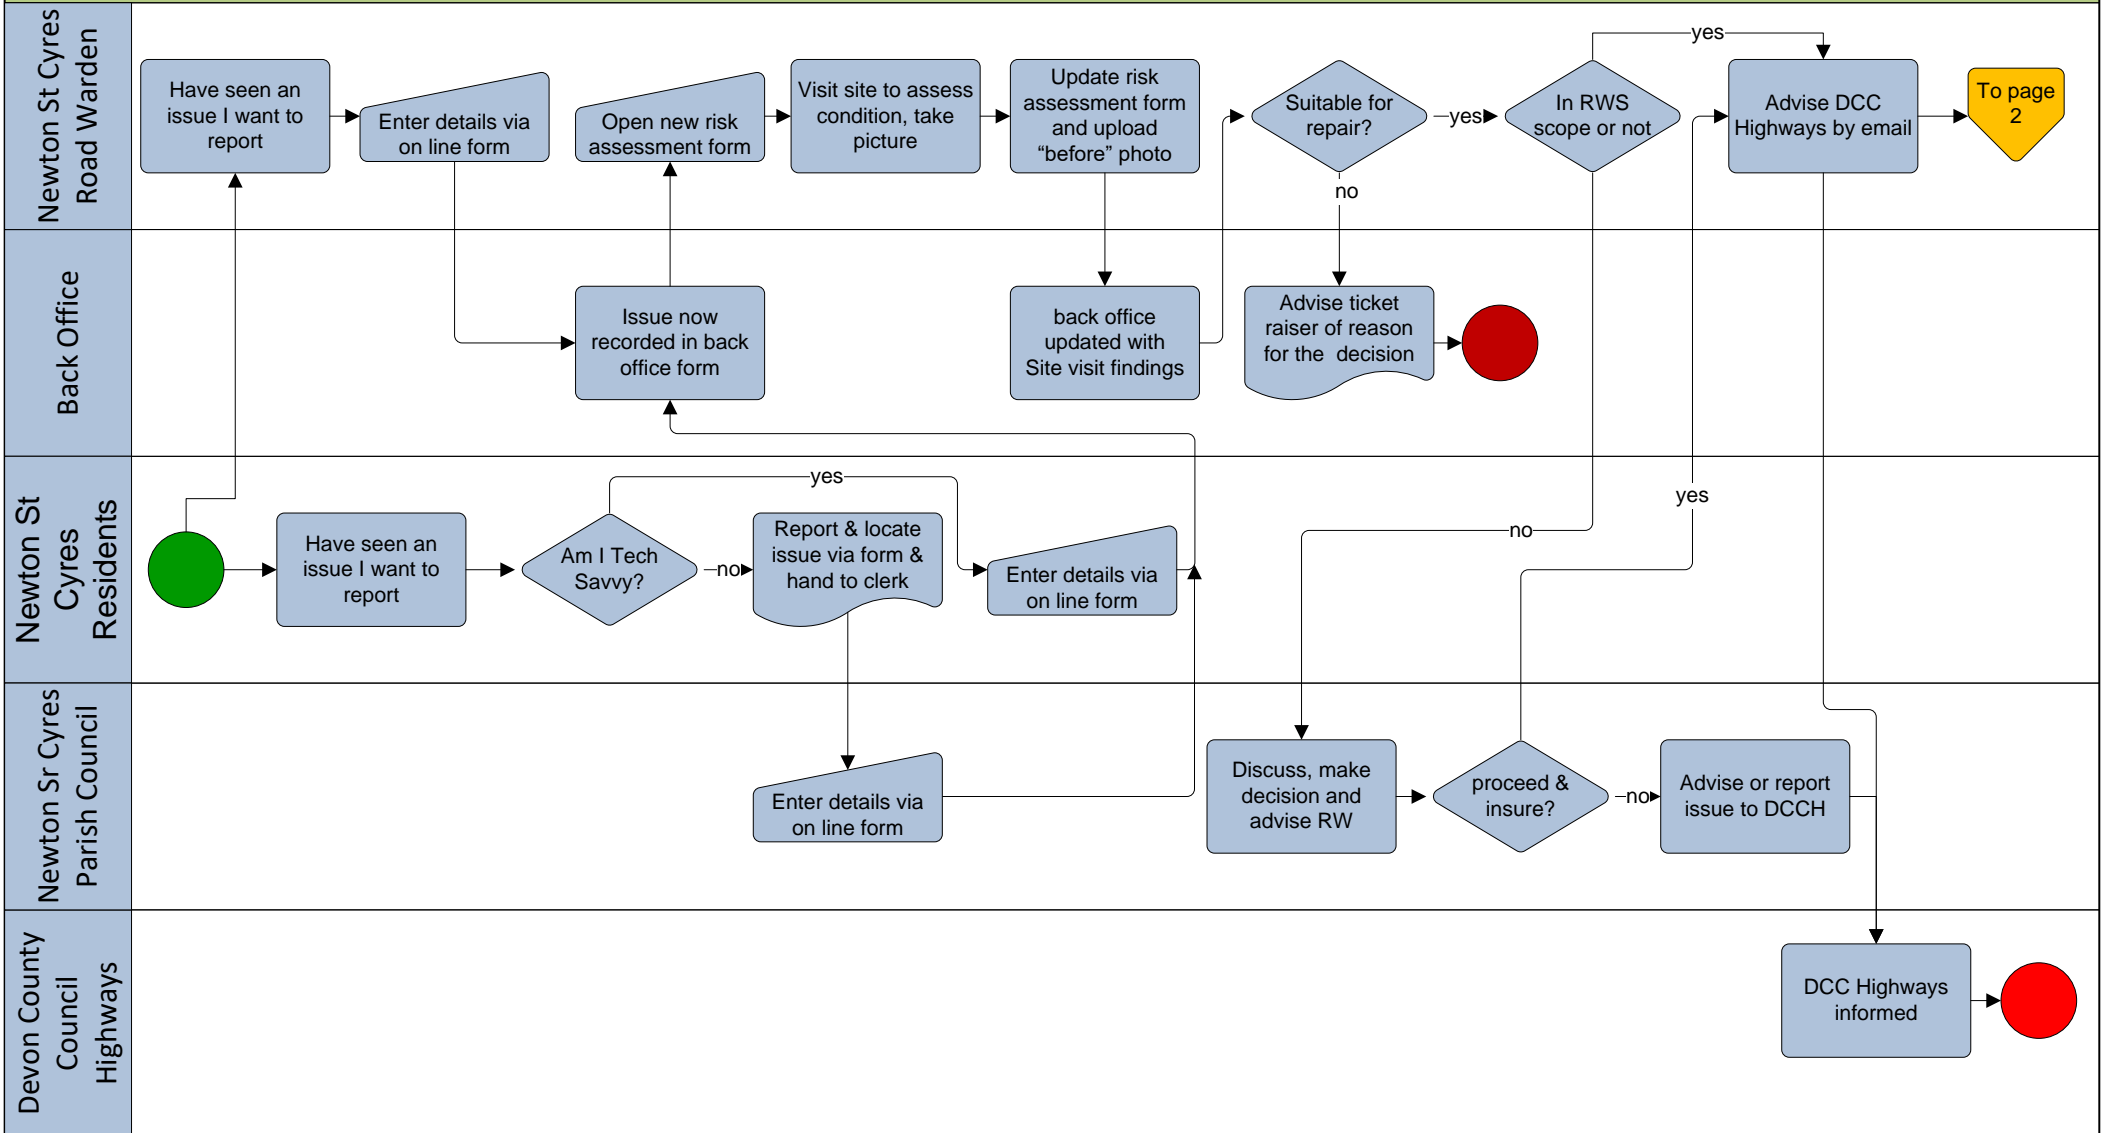 Newton St Cyres
Road Warden
Have seen an
issue I want to
report
Enter details via
on line form
Open new risk
assessment form
Visit site to assess
condition, take
picture
Update risk
assessment form
and upload
“before” photo
Suitable for
repair?
yes
no
In RWS
scope or not
yes
Advise DCC
Highways by email
To page
2
Back Office
Issue now
recorded in back
office form
back office
updated with
Site visit findings
Advise ticket
raiser of reason
for the decision
Newton St
Cyres
Residents
Have seen an
issue I want to
report
Am I Tech
Savvy?
yes
no
Report & locate
issue via form &
hand to clerk
Enter details via
on line form
no
yes
Newton Sr Cyres
Parish Council
Enter details via
on line form
Discuss, make
decision and
advise RW
proceed &
insure?
no
Advise or report
issue to DCCH
Devon County
Council
Highways
DCC Highways
informed